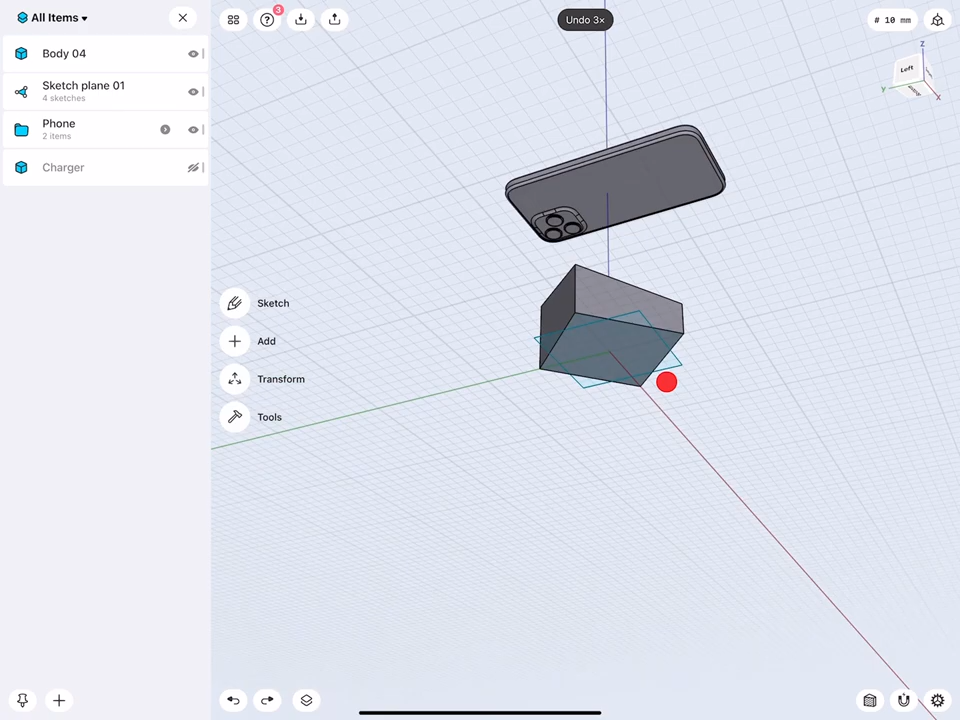 All Items
Body 04
Sketch plane 01
4 sketches
Phone
2 items
Charger
3
Undo 3×
# 10 mm
Z
Left
Y
X
Sketch
Add
Transform
Tools